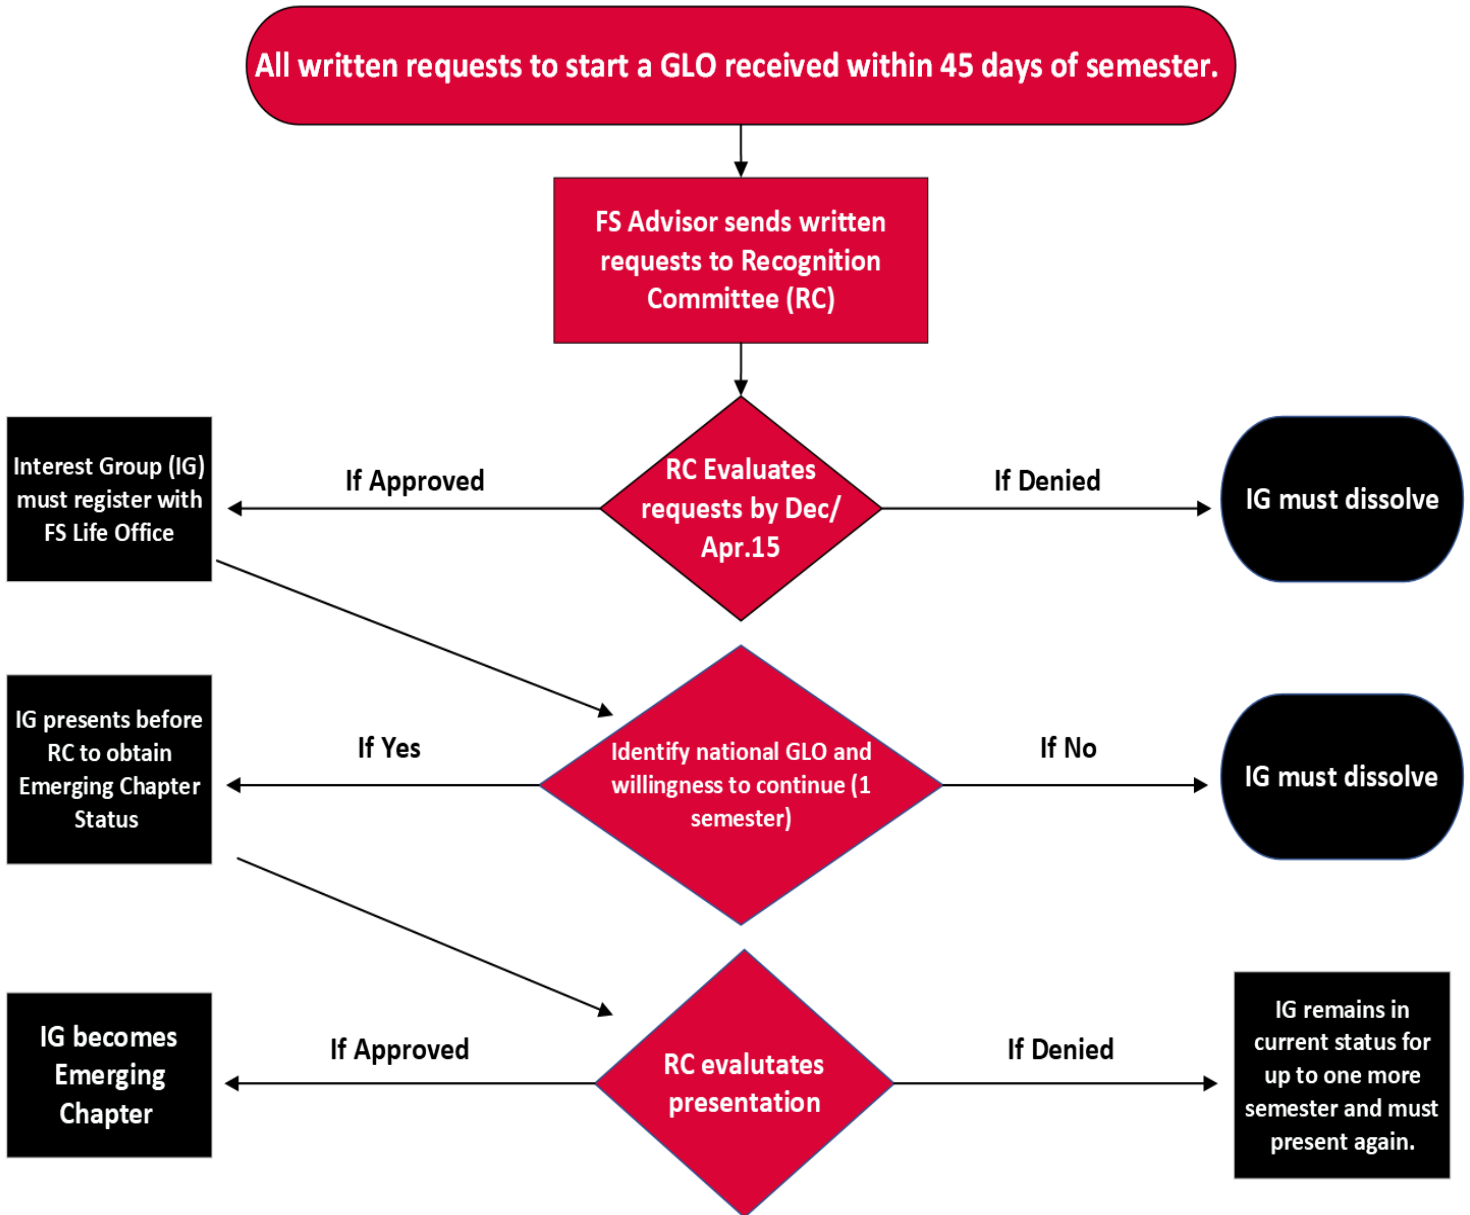 All written requests to start a GLO received within 45 days of semester.
FS Advisor sends written
requests to Recognition
Committee (RC)
RC Evaluates
requests by Dec/
Apr.15
If Approved
If Denied
Interest Group (IG)
must register with
FS Life Office
IG must dissolve
Identify national GLO and
willingness to continue (1
semester)
If Yes
If No
IG presents before
RC to obtain
Emerging Chapter
Status
IG must dissolve
RC evalutates
presentation
If Approved
If Denied
IG becomes
Emerging
Chapter
IG remains in
current status for
up to one more
semester and must
present again.